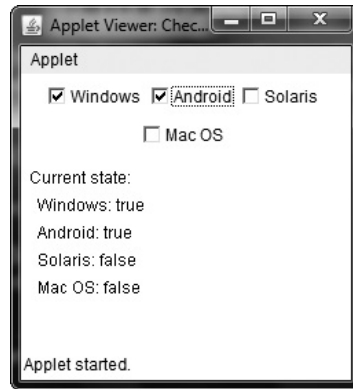 Applet Viewer: Chec...
Applet
Windows Android Solaris
Mac OS
Current state:
Windows: true
Android: true
Solaris: false
Mac OS: false
Applet started.